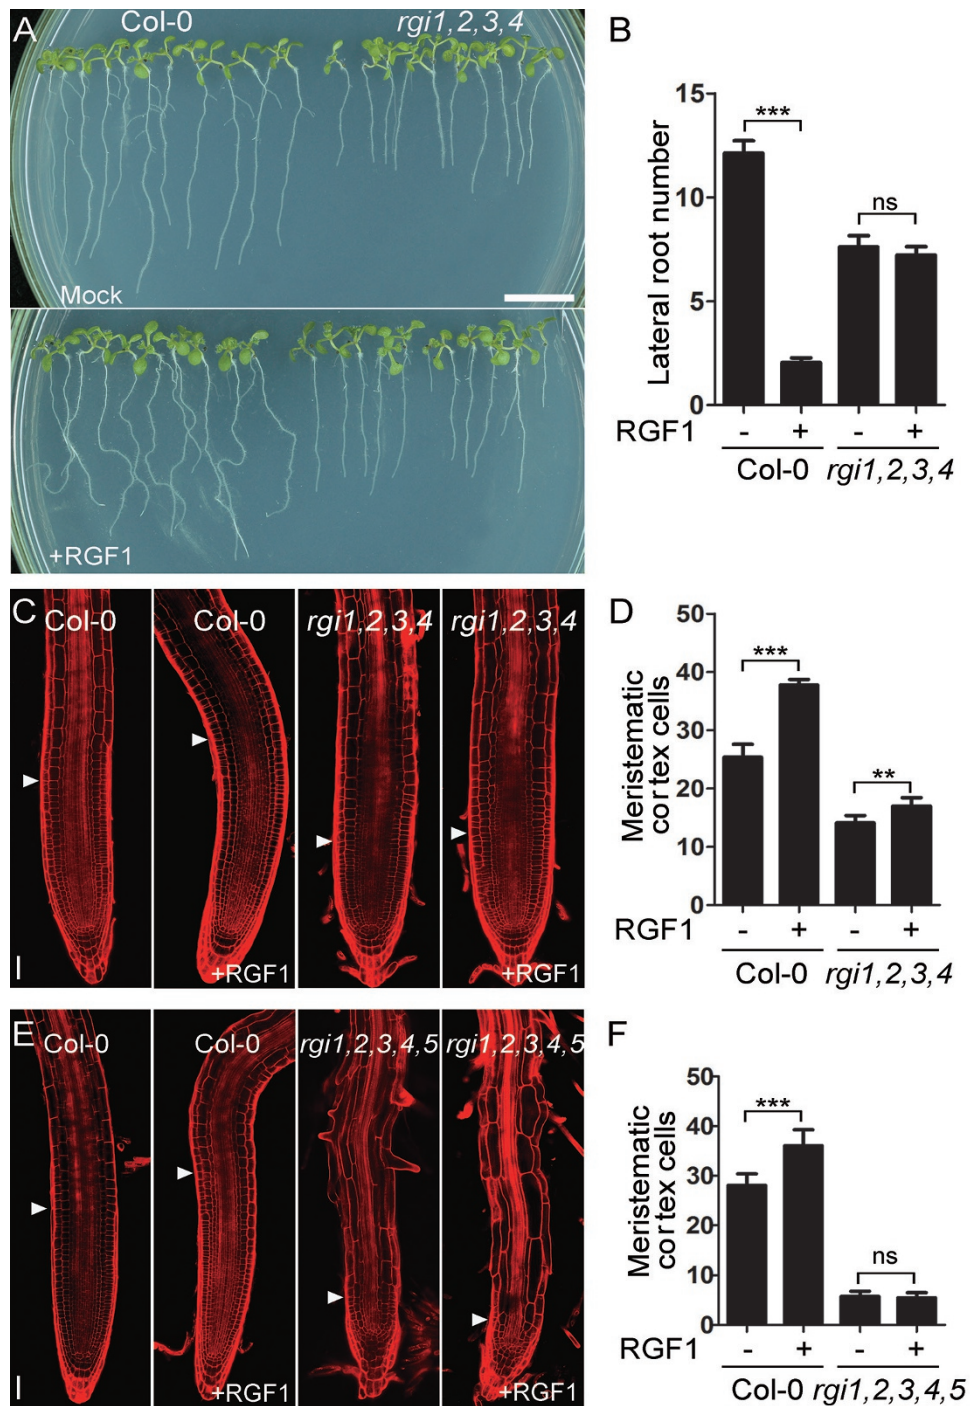 A Col-0 rgi1,2,3,4
Mock
+RGF1
B
Lateral root number
15
10
5
0
***
ns
RGF1 - + - +
Col-0 rgi1,2,3,4
C Col-0 Col-0 rgi1,2,3,4 rgi1,2,3,4
+RGF1 +RGF1
D
Meristematic
cortex cells
50
40
30
20
10
0
***
**
RGF1 - + - +
Col-0 rgi1,2,3,4
E Col-0 Col-0 rgi1,2,3,4,5 rgi1,2,3,4,5
+RGF1 +RGF1
F
Meristematic
cortex cells
50
40
30
20
10
0
***
ns
RGF1 - + - +
Col-0 rgi1,2,3,4,5